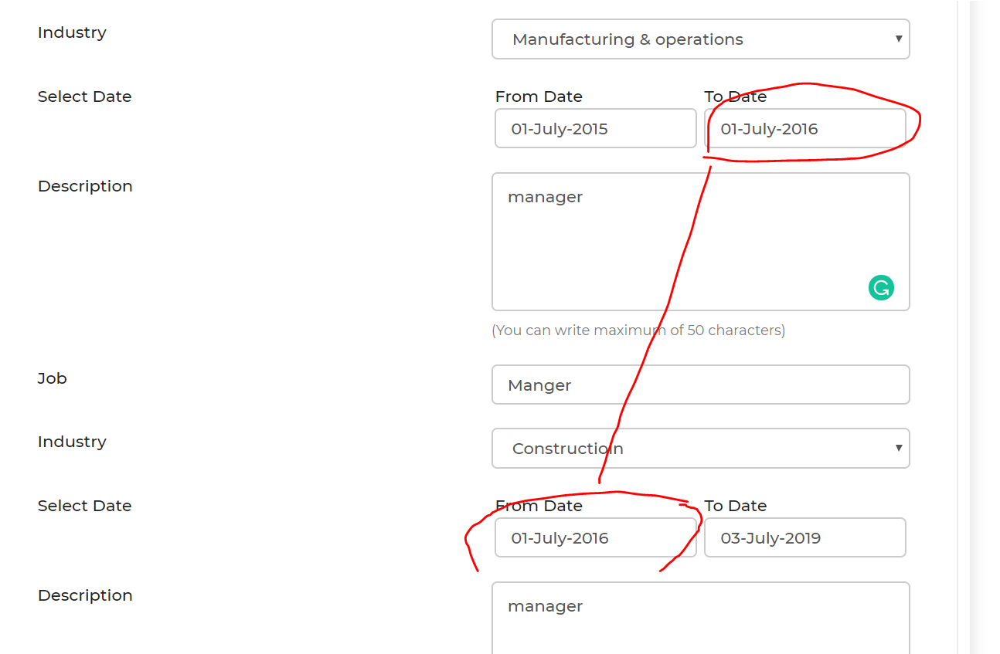 Industry
Manufacturing & operations
Select Date
From Date To Date
01-July-2015 01-July-2016
Description
manager
(You can write maximum of 50 characters)
Job
Manger
Industry
Constructioin
Select Date
From Date To Date
01-July-2016 03-July-2019
Description
manager